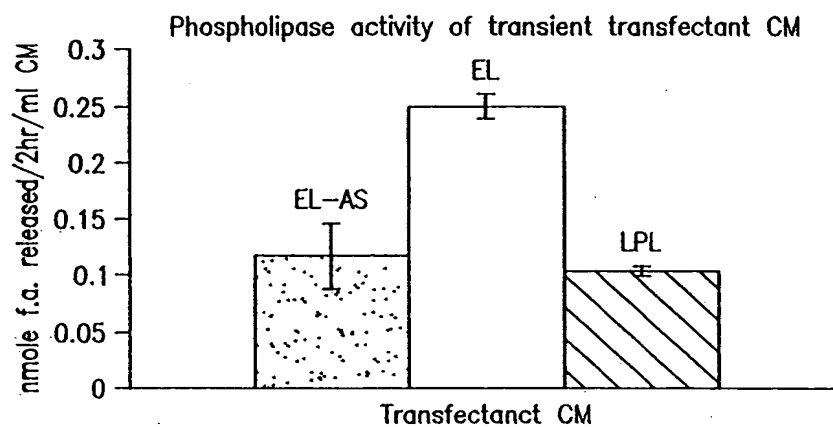 Phospholipase activity of transient transfectant CM
nmole f.a. released/2hr/ml CM
0.3
0.25
0.2
0.15
0.1
0.05
0
EL-AS
EL
LPL
Transfectanct CM